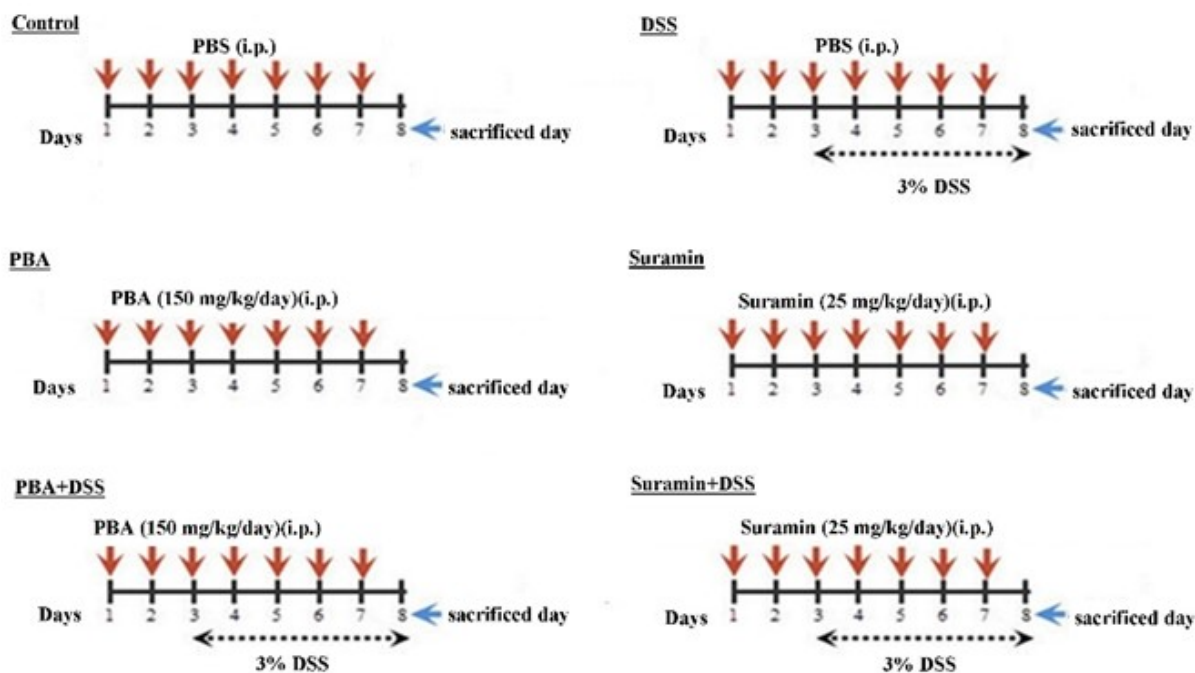 Control
PBS (i.p.)
Days 1 2 3 4 5 6 7 8 sacrificed day
DSS
PBS (i.p.)
Days 1 2 3 4 5 6 7 8 sacrificed day
3% DSS
PBA
PBA (150 mg/kg/day)(i.p.)
Days 1 2 3 4 5 6 7 8 sacrificed day
Suramin
Suramin (25 mg/kg/day)(i.p.)
Days 1 2 3 4 5 6 7 8 sacrificed day
PBA+DSS
PBA (150 mg/kg/day)(i.p.)
Days 1 2 3 4 5 6 7 8 sacrificed day
3% DSS
Suramin+DSS
Suramin (25 mg/kg/day)(i.p.)
Days 1 2 3 4 5 6 7 8 sacrificed day
3% DSS